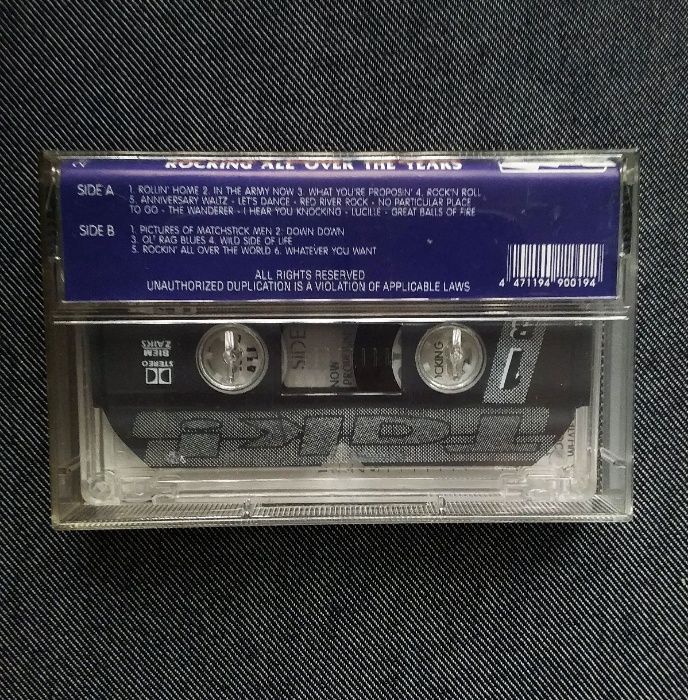 ROCKING ALL OVER THE YEARS
SIDE A 1. ROLLIN' HOME 2. IN THE ARMY NOW 3. WHAT YOU'RE PROPOSIN' 4. ROCK'N ROLL
5. ANNIVERSARY WALTZ - LET'S DANCE - RED RIVER ROCK - NO PARTICULAR PLACE
TO GO - THE WANDERER - I HEAR YOU KNOCKING - LUCILLE - GREAT BALLS OF FIRE
SIDE B 1. PICTURES OF MATCHSTICK MEN 2. DOWN DOWN
3. OL' RAG BLUES 4. WILD SIDE OF LIFE
5. ROCKIN' ALL OVER THE WORLD 6. WHATEVER YOU WANT
ALL RIGHTS RESERVED
UNAUTHORIZED DUPLICATION IS A VIOLATION OF APPLICABLE LAWS
4 471194 900194
STEREO
BIEM
ZAIKS
SIDE
NOW
1
Takt